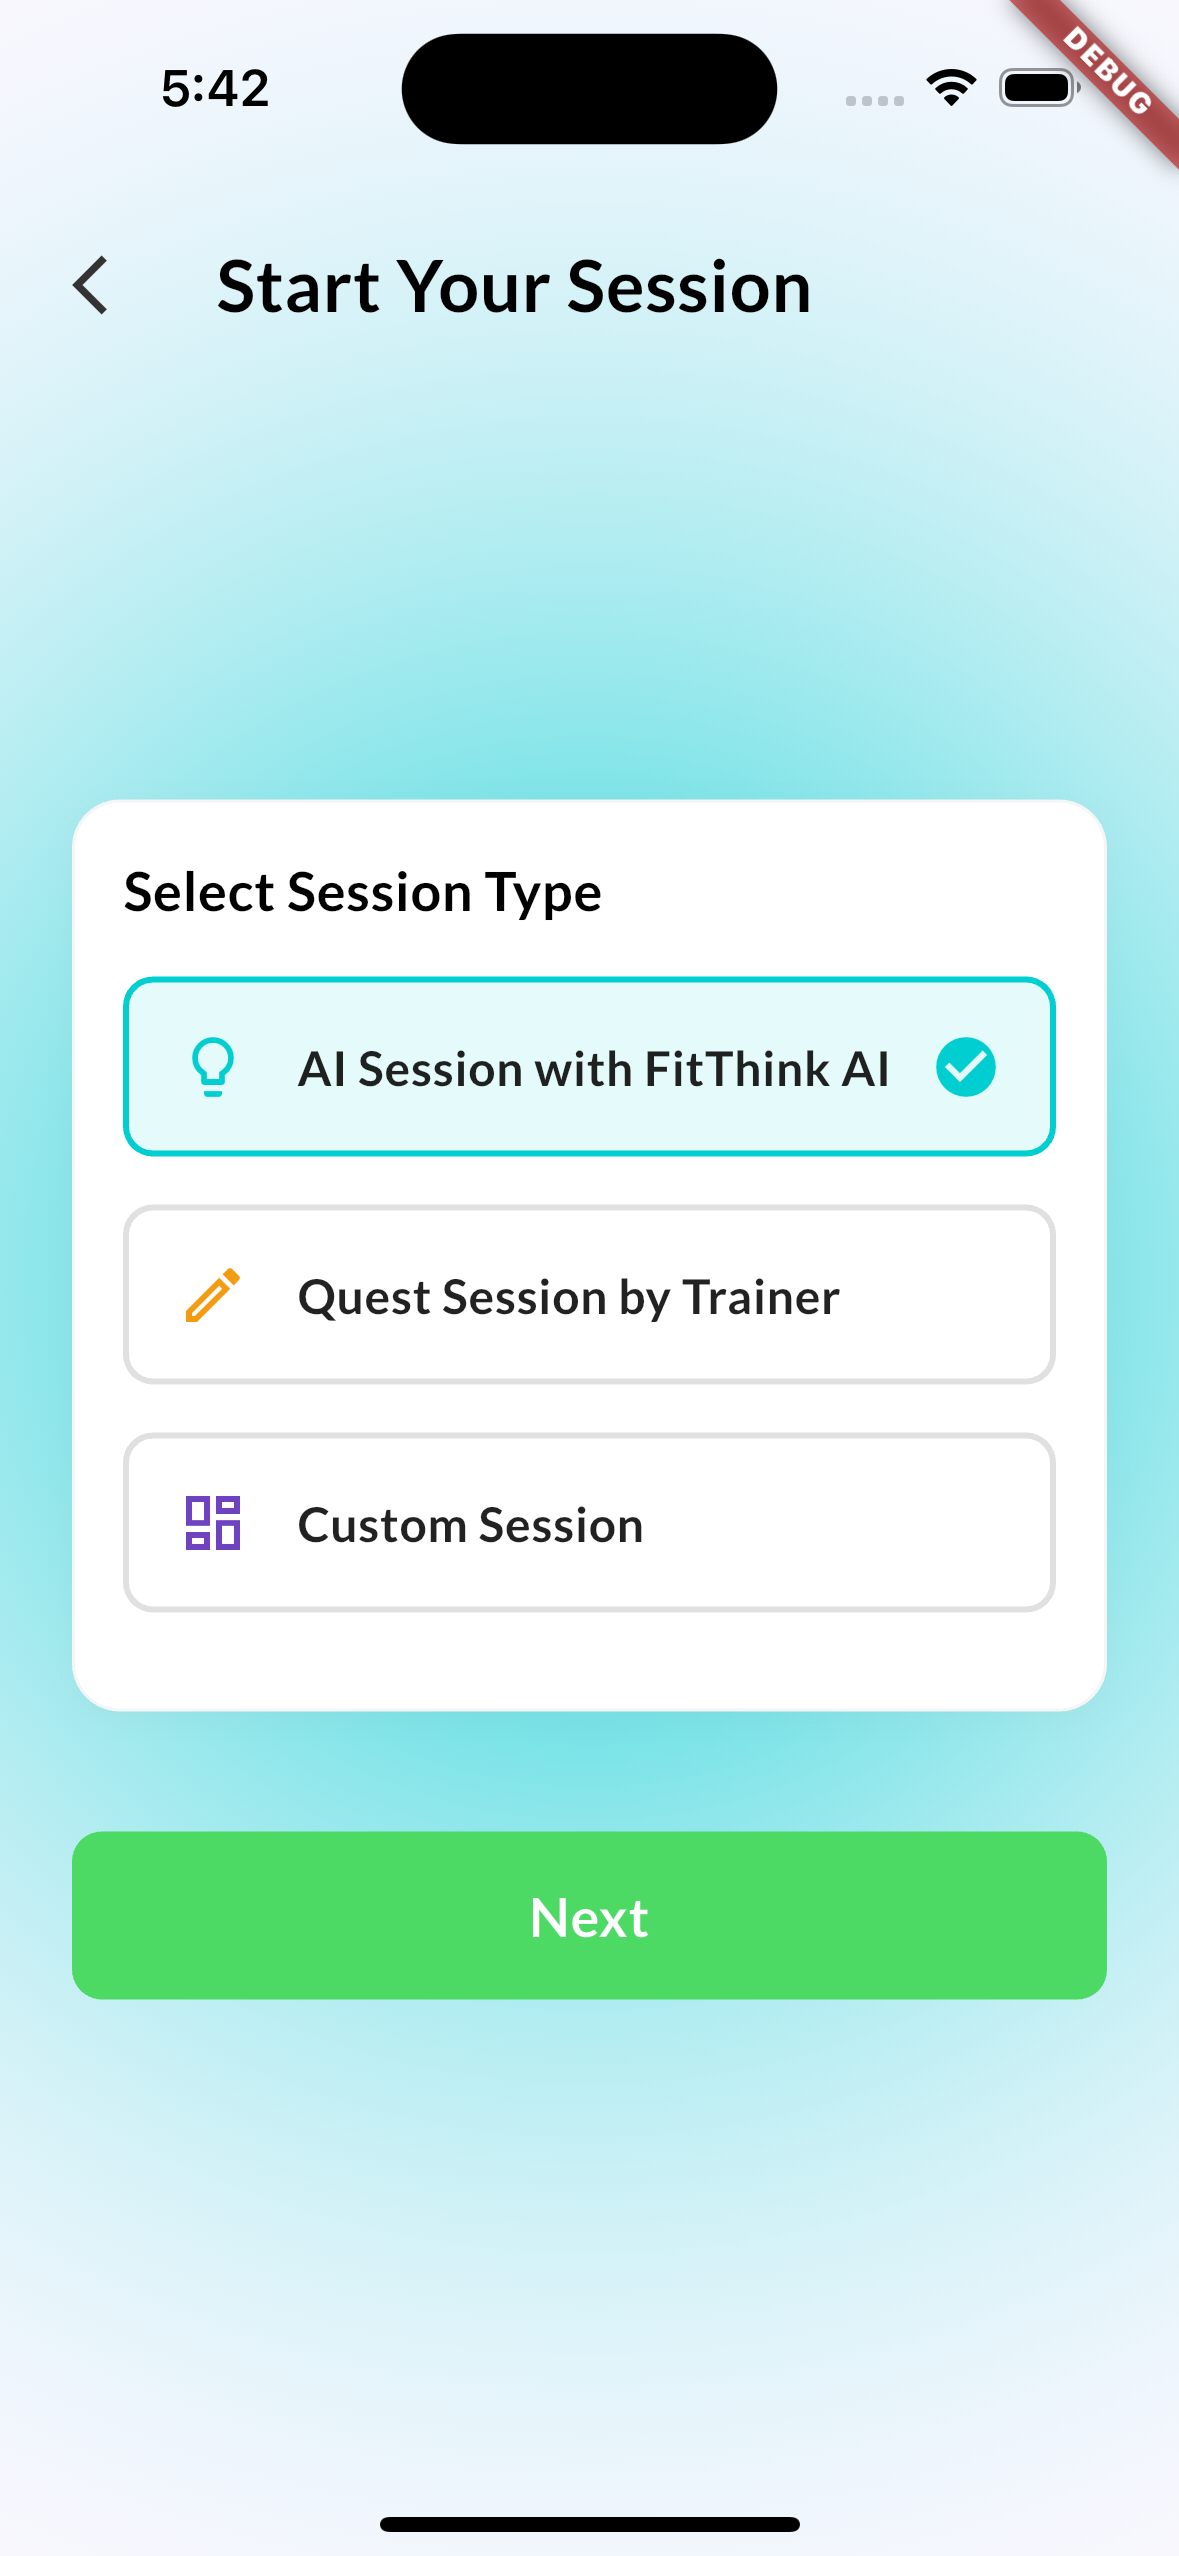 5:42
DEBUG
Start Your Session
Select Session Type
AI Session with FitThink AI
Quest Session by Trainer
Custom Session
Next